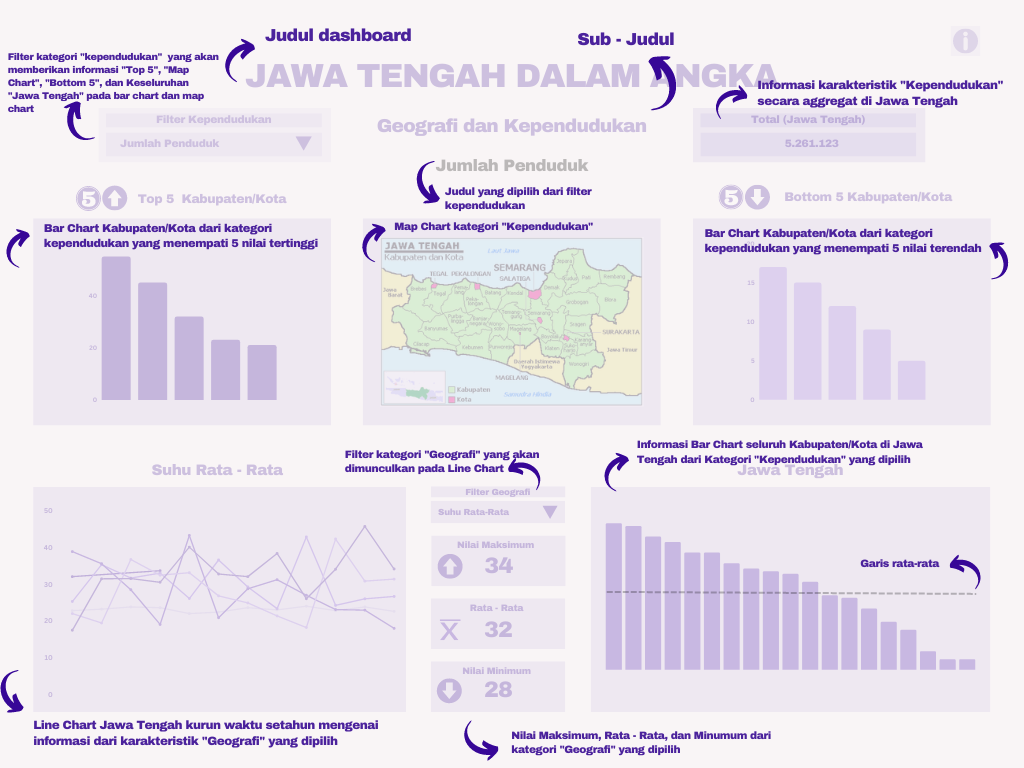 Judul dashboard
Sub - Judul
Filter kategori "kependudukan" yang akan
memberikan informasi "Top 5", "Map
Chart", "Bottom 5", dan Keseluruhan
"Jawa Tengah" pada bar chart dan map
chart
i
JAWA TENGAH DALAM ANGKA
Informasi karakteristik "Kependudukan"
secara aggregat di Jawa Tengah
Filter Kependudukan
Jumlah Penduduk
Geografi dan Kependudukan
Total (Jawa Tengah)
5.261.123
Jumlah Penduduk
Judul yang dipilih dari filter
kependudukan
5 Top 5 Kabupaten/Kota
5 Bottom 5 Kabupaten/Kota
Bar Chart Kabupaten/Kota dari kategori
kependudukan yang menempati 5 nilai tertinggi
40
20
0
Map Chart kategori "Kependudukan"
JAWA TENGAH
Kabupaten dan Kota
Laut Jawa
SEMARANG
TEGAL PEKALONGAN
SALATIGA
Jawa
Barat
SURAKARTA
Jawa Timur
Daerah Istimewa
Yogyakarta
MAGELANG
Samudra Hindia
Kabupaten
Kota
Bar Chart Kabupaten/Kota dari kategori
kependudukan yang menempati 5 nilai terendah
15
10
5
0
Suhu Rata - Rata
Filter kategori "Geografi" yang akan
dimunculkan pada Line Chart
Informasi Bar Chart seluruh Kabupaten/Kota di Jawa
Tengah dari Kategori "Kependudukan" yang dipilih
Jawa Tengah
50
40
30
20
10
0
Filter Geografi
Suhu Rata-Rata
Nilai Maksimum
34
Rata - Rata
X 32
Nilai Minimum
28
Garis rata-rata
Line Chart Jawa Tengah kurun waktu setahun mengenai
informasi dari karakteristik "Geografi" yang dipilih
Nilai Maksimum, Rata - Rata, dan Minumum dari
kategori "Geografi" yang dipilih